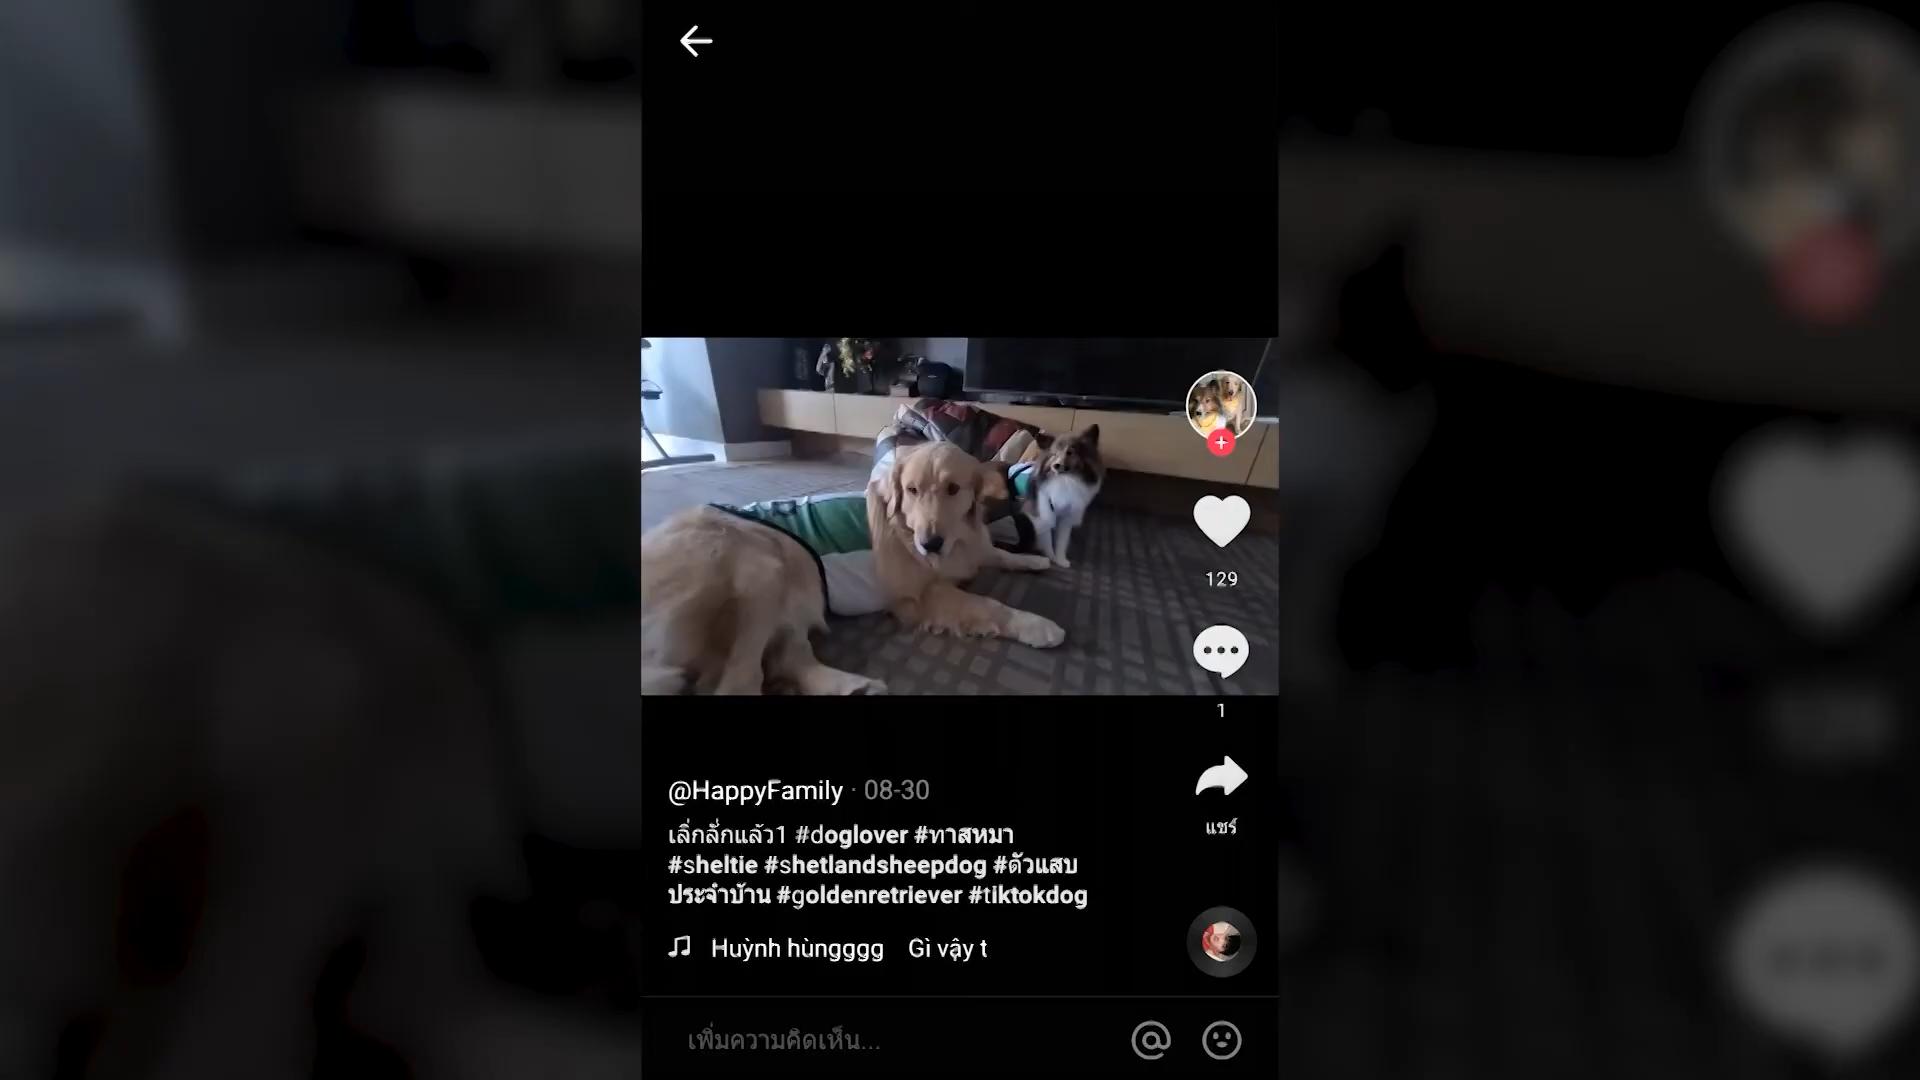 129
1
แชร์
@HappyFamily · 08-30
เลิ่กลั่กแล้ว1 #doglover #ทาสหมา
#sheltie #shetlandsheepdog #ตัวแสบ
ประจำบ้าน #goldenretriever #tiktokdog
Huỳnh hùngggg Gì vậy t
เพิ่มความคิดเห็น...